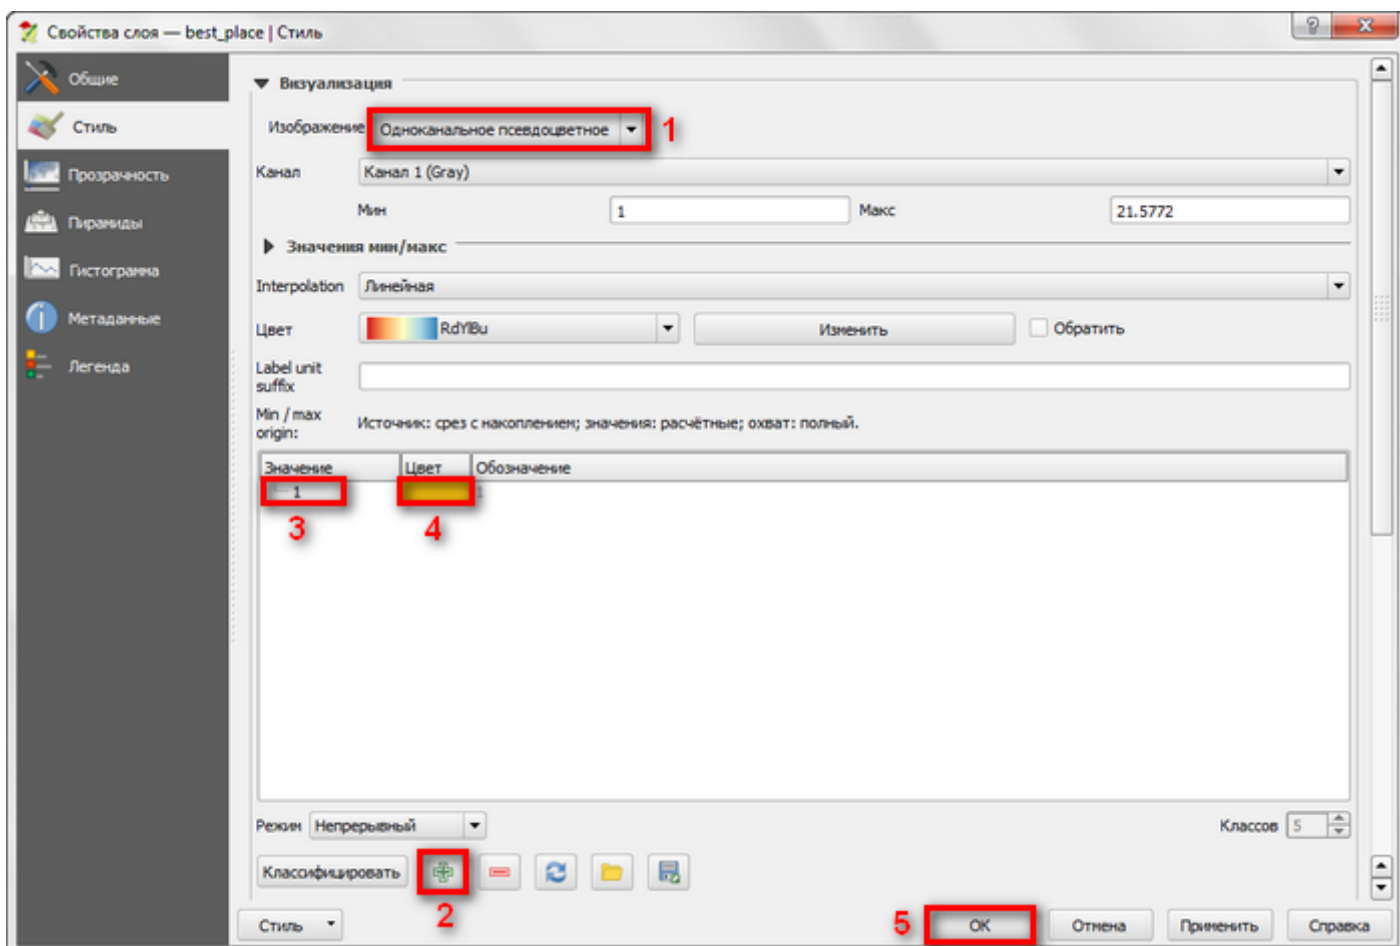 Свойства слоя — best_place | Стиль
Общие
Стиль
Прозрачность
Пирамиды
Гистограмма
Метаданные
Легенда
Визуализация
Изображение Одноканальное псевдоцветное 1
Канал Канал 1 (Gray)
Мин 1 Макс 21.5772
Значения мин/макс
Interpolation Линейная
Цвет RdYlBu Изменить Обратить
Label unit
suffix
Min / max
origin: Источник: срез с накоплением; значения: расчётные; охват: полный.
Значение Цвет Обозначение
1 1
3 4
Режим Непрерывный Классов 5
Классифицировать
2
Стиль 5 OK Отмена Применить Справка